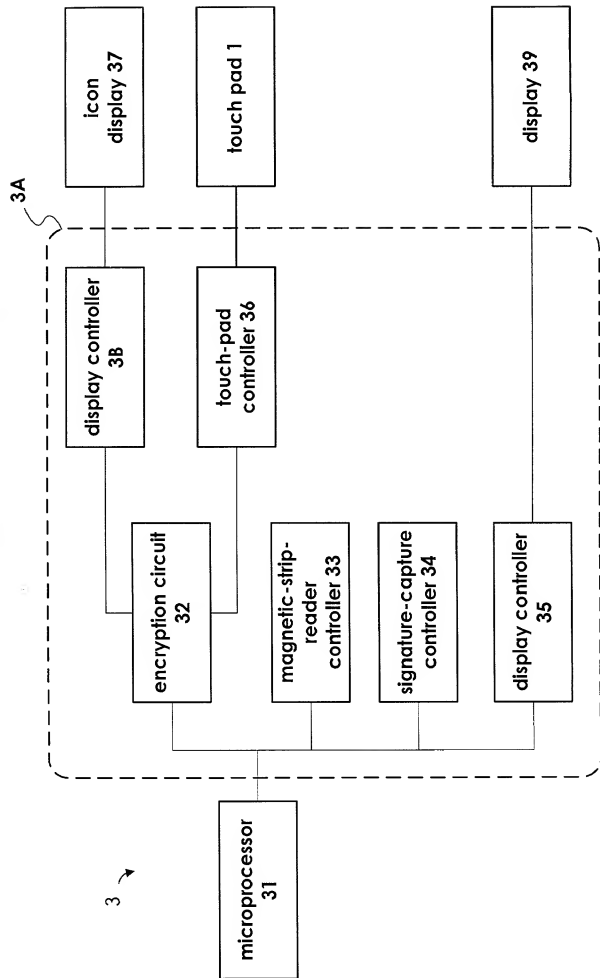 3
3A
microprocessor
31
encryption circuit
32
magnetic-strip-
reader
controller 33
signature-capture
controller 34
display controller
35
display controller
3B
touch-pad
controller 36
icon
display 37
touch pad 1
display 39